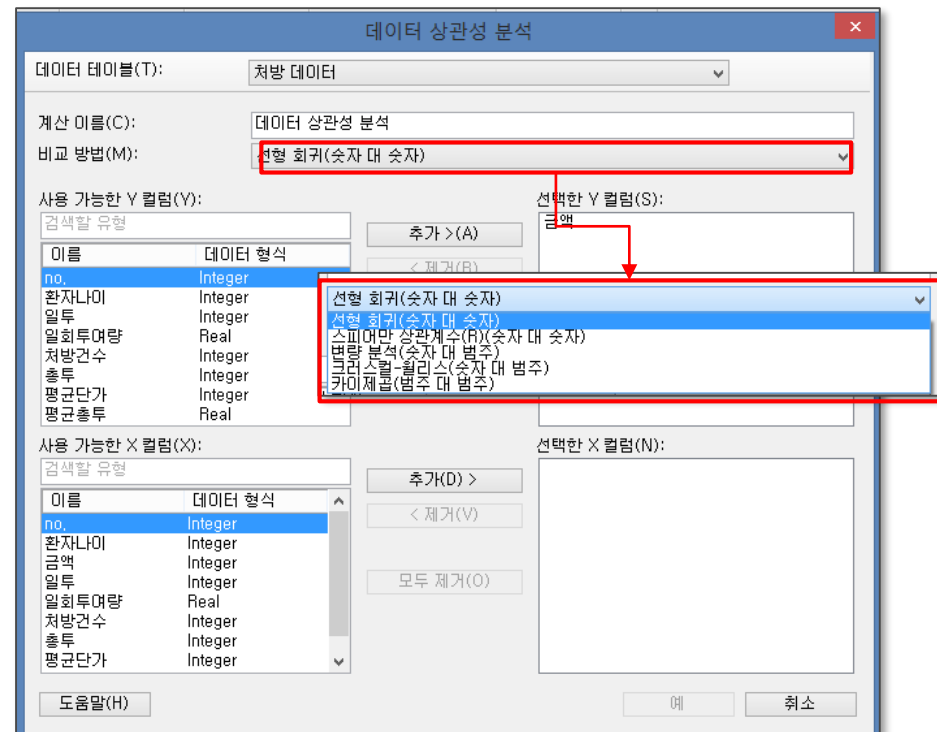 데이터 상관성 분석
데이터 테이블(T): 처방 데이터
계산 이름(C): 데이터 상관성 분석
비교 방법(M): 선형 회귀(숫자 대 숫자)
사용 가능한 Y 컬럼(Y): 선택한 Y 컬럼(S):
검색할 유형
추가 >(A)
금액
이름 데이터 형식
< 제거(R)
no. Integer
환자나이 Integer
일투 Integer
일회투여량 Real
처방건수 Integer
총투 Integer
평균단가 Integer
평균총투 Real
선형 회귀(숫자 대 숫자)
선형 회귀(숫자 대 숫자)
스피어만 상관계수(R)(숫자 대 숫자)
변량 분석(숫자 대 범주)
크러스컬-월리스(숫자 대 범주)
카이제곱(범주 대 범주)
사용 가능한 X 컬럼(X): 선택한 X 컬럼(N):
검색할 유형
추가(D) >
이름 데이터 형식
< 제거(V)
no. Integer
환자나이 Integer
금액 Integer
일투 Integer
모두 제거(O)
일회투여량 Real
처방건수 Integer
총투 Integer
평균단가 Integer
도움말(H) 예 취소